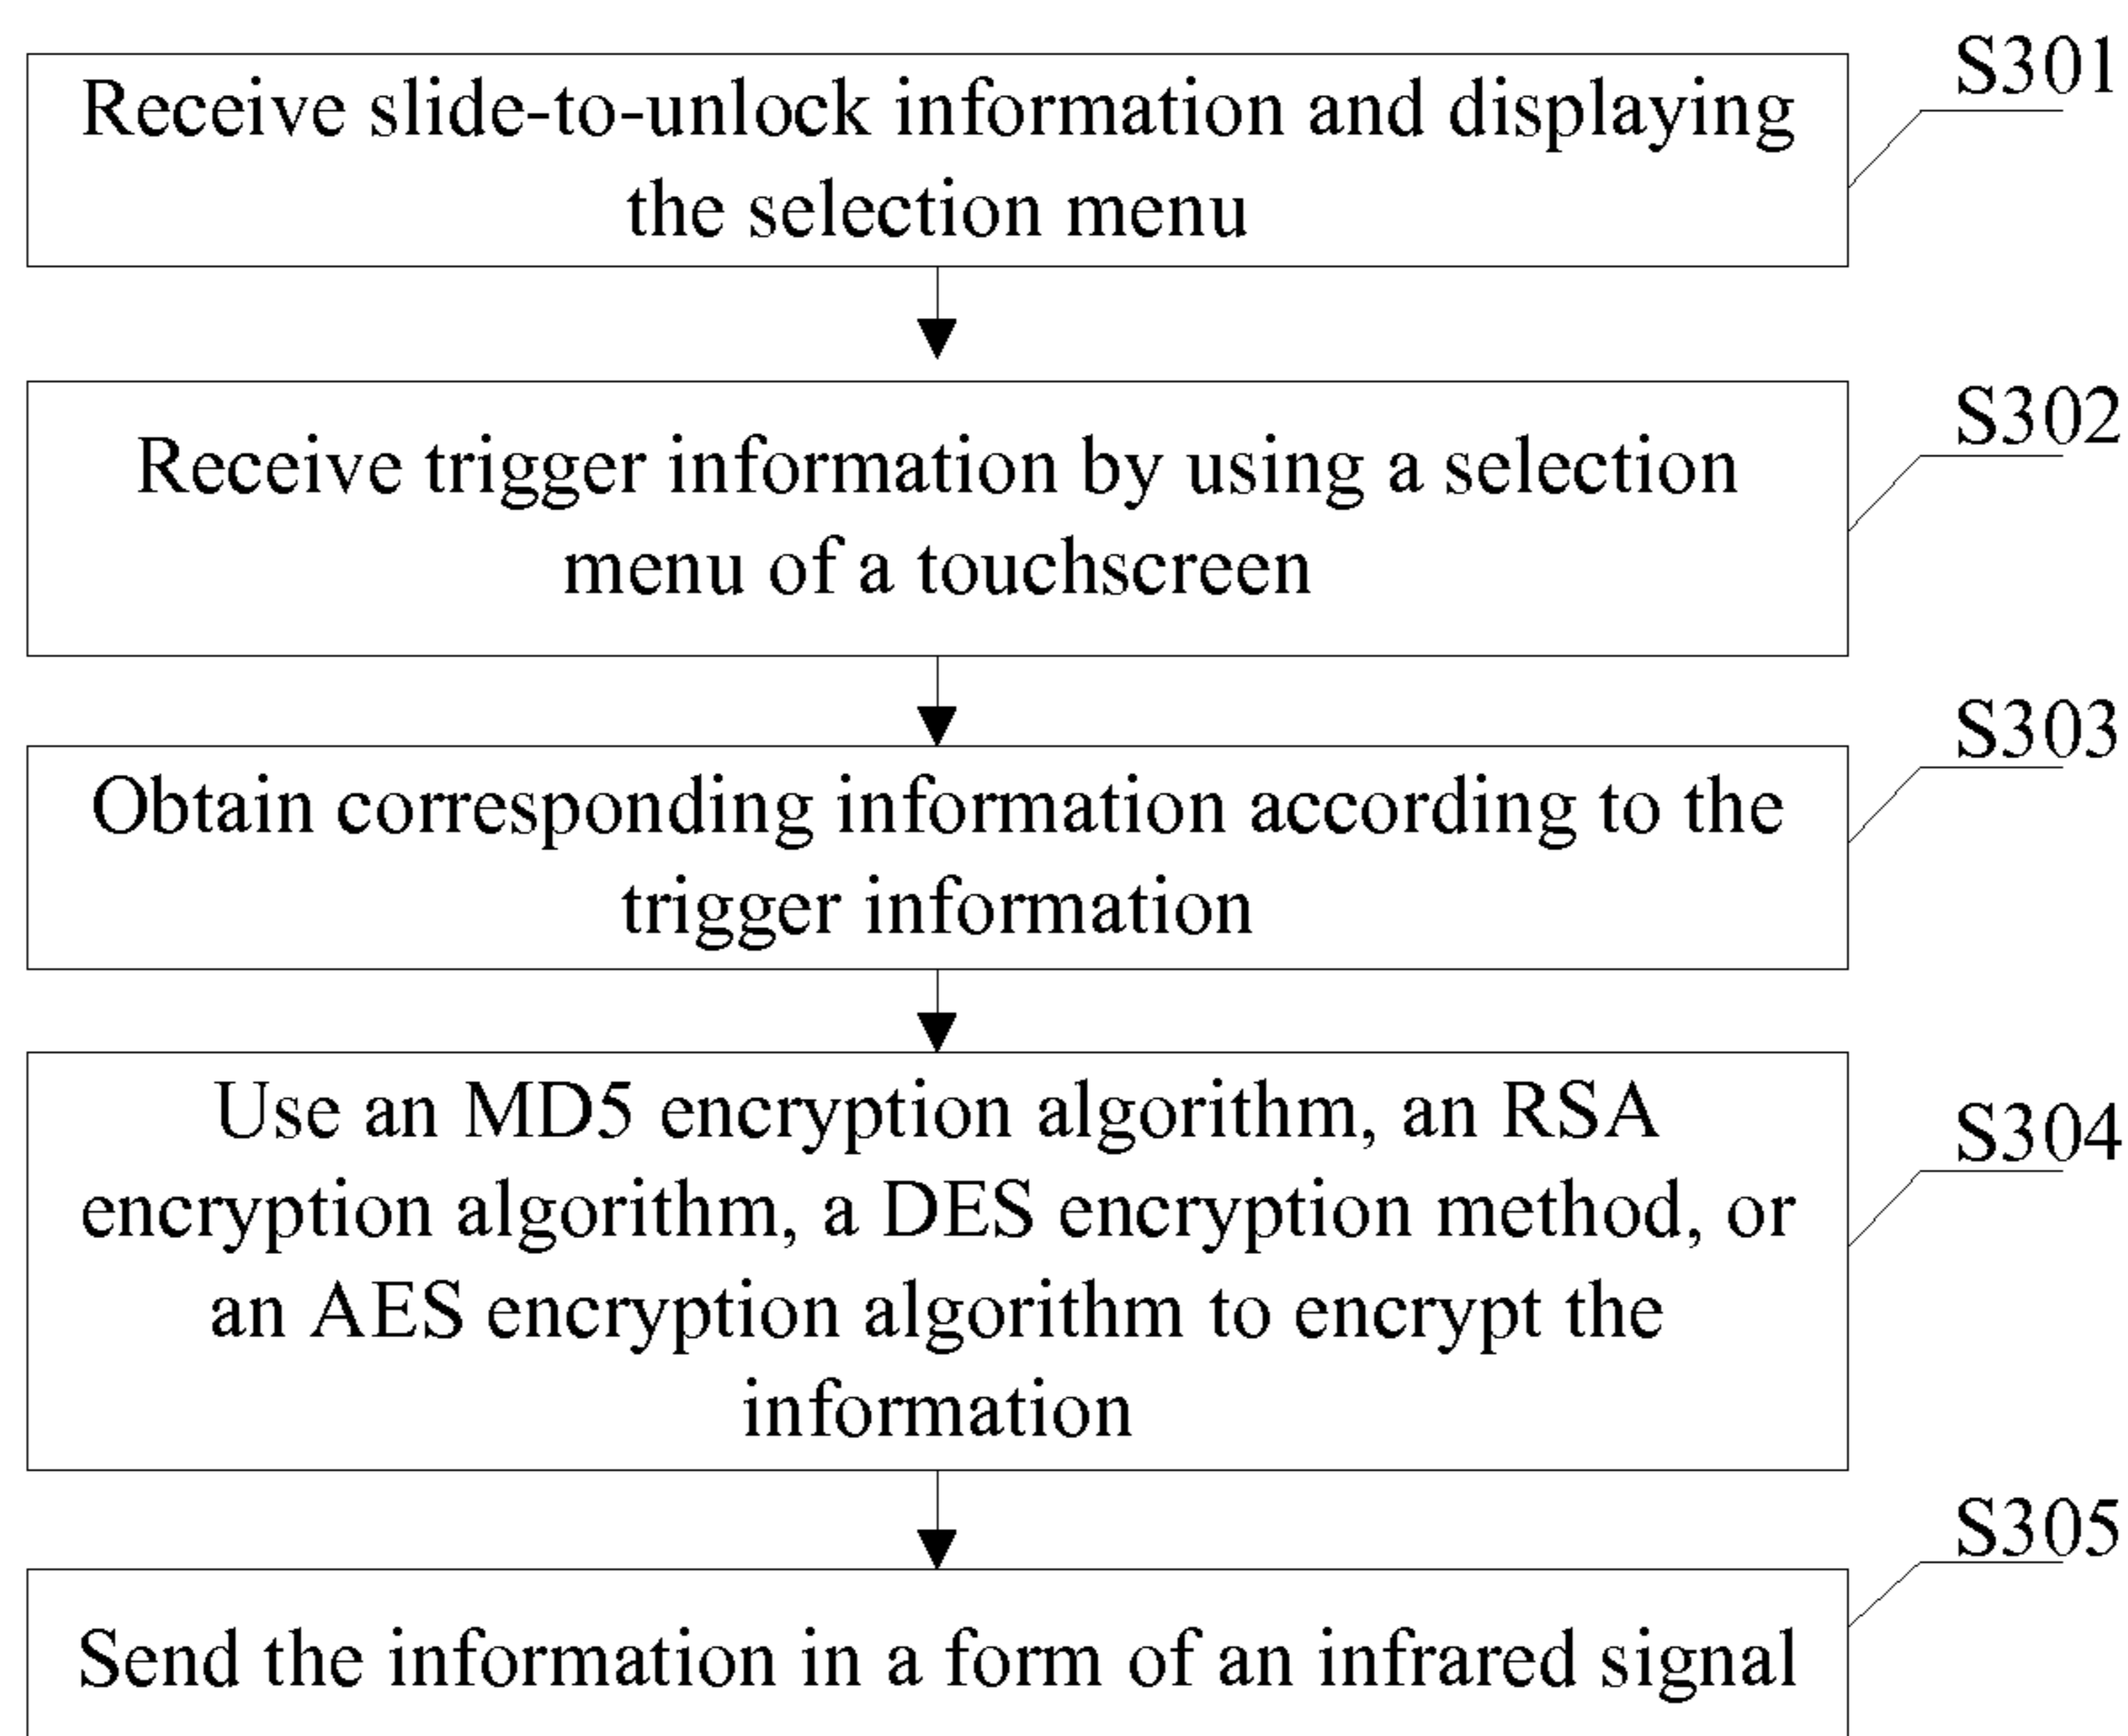 S301
Receive slide-to-unlock information and displaying
the selection menu
S302
Receive trigger information by using a selection
menu of a touchscreen
S303
Obtain corresponding information according to the
trigger information
S304
Use an MD5 encryption algorithm, an RSA
encryption algorithm, a DES encryption method, or
an AES encryption algorithm to encrypt the
information
S305
Send the information in a form of an infrared signal